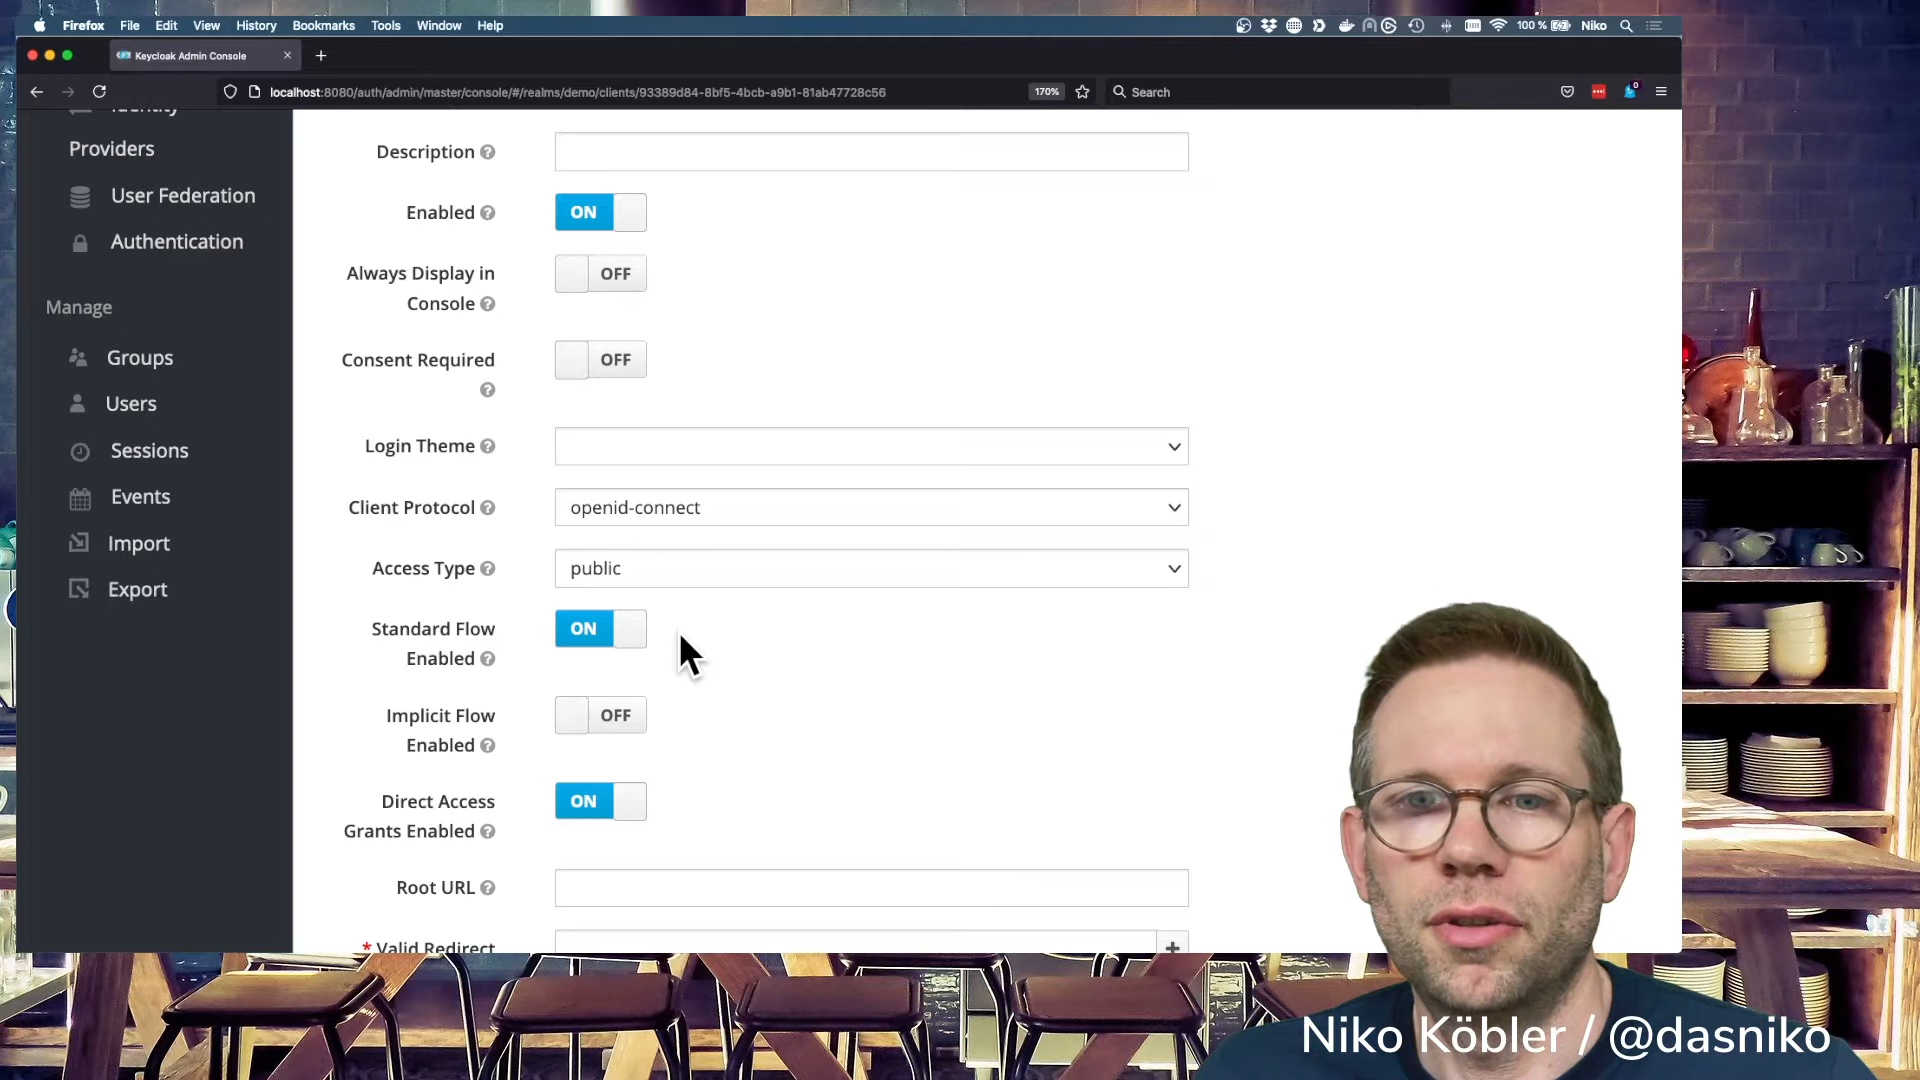 Firefox File Edit View History Bookmarks Tools Window Help
100 % Niko
Keycloak Admin Console
localhost:8080/auth/admin/master/console/#/realms/demo/clients/93389d84-8bf5-4bcb-a9b1-81ab47728c56
170%
Search
0
Identity
Providers
User Federation
Authentication
Manage
Groups
Users
Sessions
Events
Import
Export
Description
Enabled
ON
Always Display in
Console
OFF
Consent Required
OFF
Login Theme
Client Protocol
openid-connect
Access Type
public
Standard Flow
Enabled
ON
Implicit Flow
Enabled
OFF
Direct Access
Grants Enabled
ON
Root URL
* Valid Redirect
Niko Köbler / @dasniko